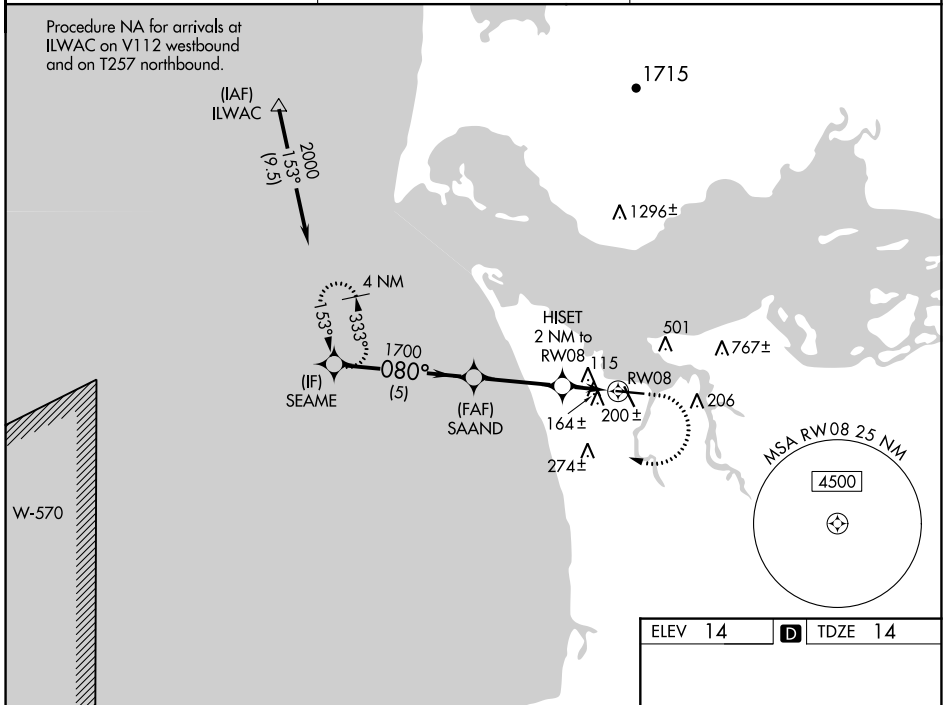 Procedure NA for arrivals at
ILWAC on V112 westbound
and on T257 northbound.
1715
(IAF)
ILWAC
2000
153°
(9.5)
1296±
4 NM
153°
333°
HISET
2 NM to
RW08
501
767±
1700
080°
(5)
115
RW08
(IF)
SEAME
(FAF)
SAAND
164±
200±
206
274±
MSA RW08 25 NM
4500
W-570
ELEV 14
D
TDZE 14